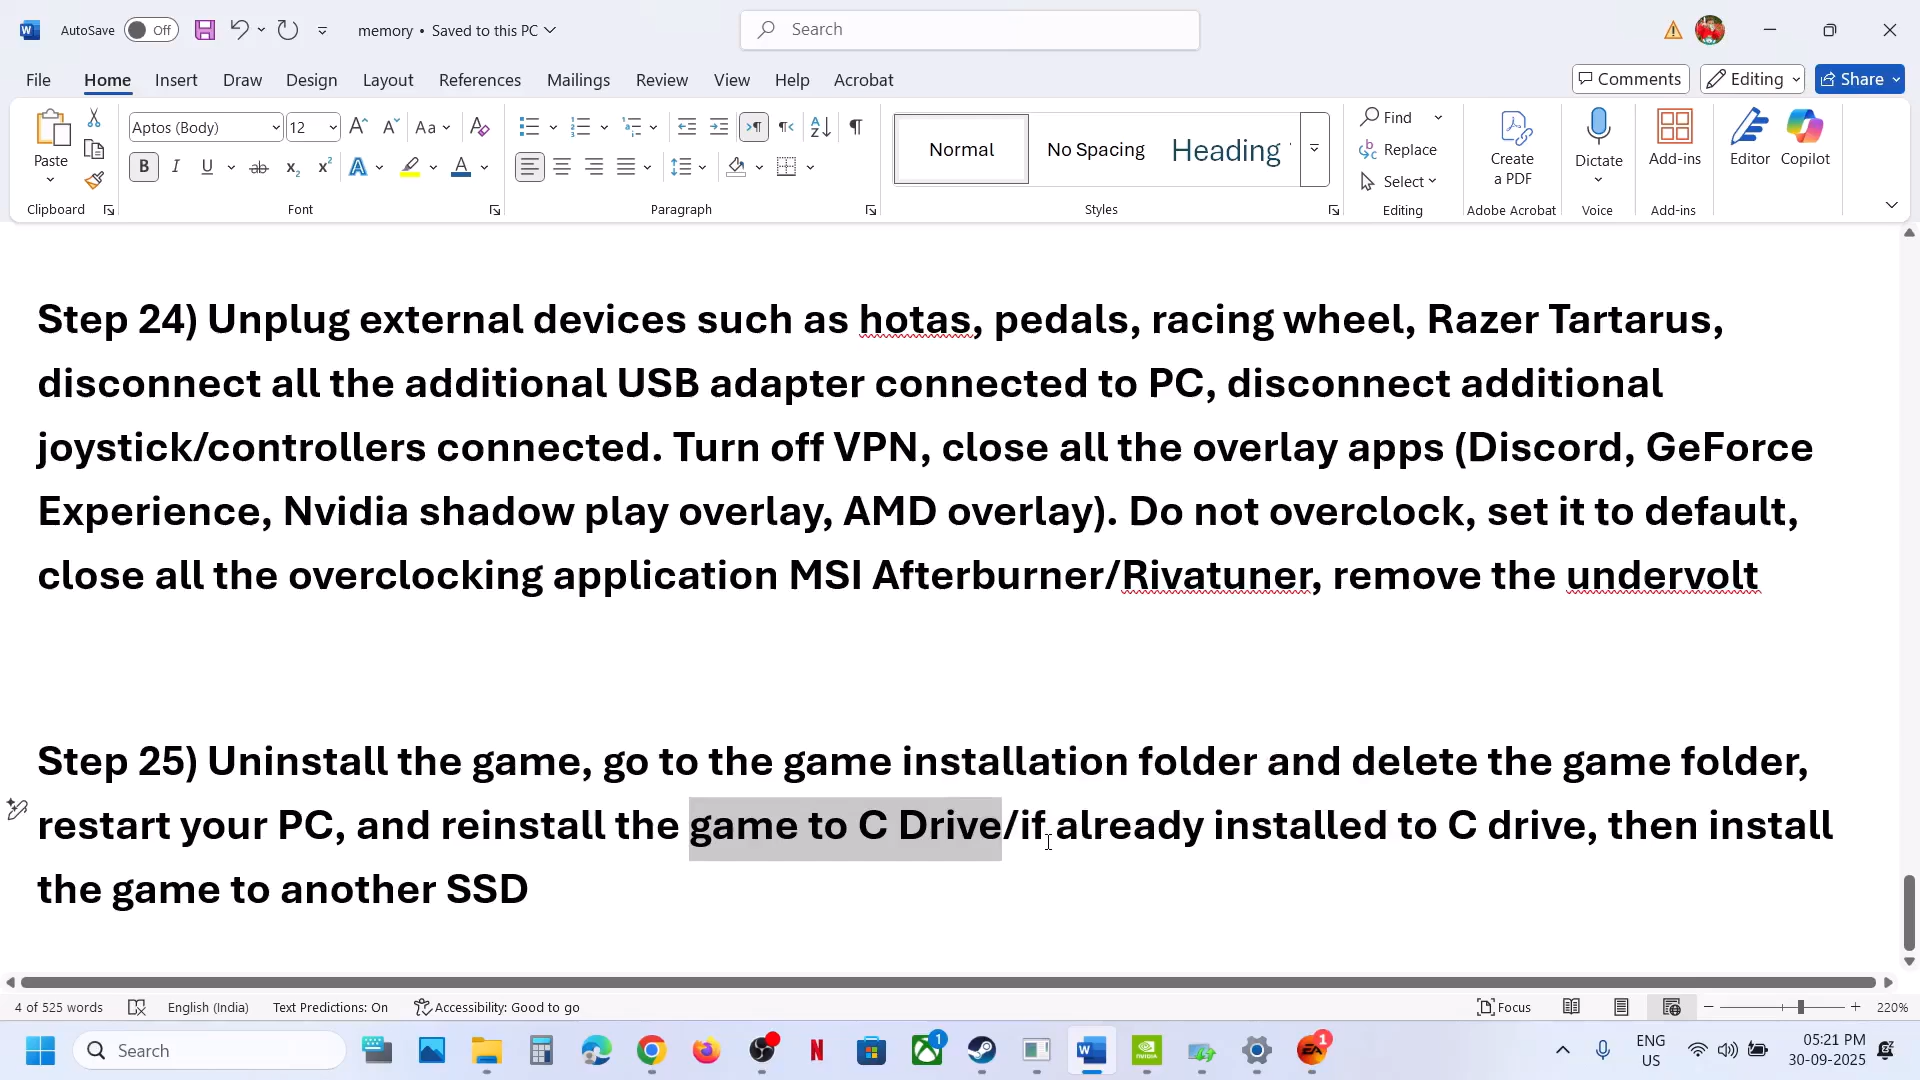 AutoSave Off memory • Saved to this PC Search
File Home Insert Draw Design Layout References Mailings Review View Help Acrobat Comments Editing Share
Paste Aptos (Body) 12 Normal No Spacing Heading Find Replace Select Create a PDF Dictate Add-ins Editor Copilot
Clipboard Font Paragraph Styles Editing Adobe Acrobat Voice Add-ins
Step 24) Unplug external devices such as hotas, pedals, racing wheel, Razer Tartarus,
disconnect all the additional USB adapter connected to PC, disconnect additional
joystick/controllers connected. Turn off VPN, close all the overlay apps (Discord, GeForce
Experience, Nvidia shadow play overlay, AMD overlay). Do not overclock, set it to default,
close all the overclocking application MSI Afterburner/Rivatuner, remove the undervolt
Step 25) Uninstall the game, go to the game installation folder and delete the game folder,
restart your PC, and reinstall the game to C Drive/if already installed to C drive, then install
the game to another SSD
4 of 525 words English (India) Text Predictions: On Accessibility: Good to go Focus 220%
Search ENG US 05:21 PM 30-09-2025